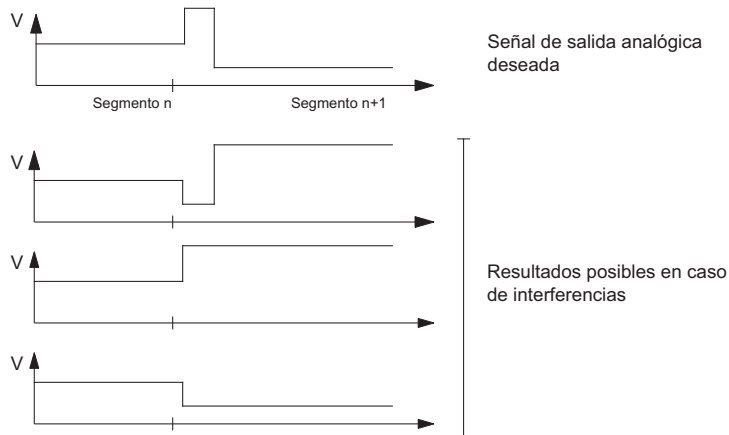 V
Señal de salida analógica
deseada
Segmento n
Segmento n+1
V
V
Resultados posibles en caso
de interferencias
V